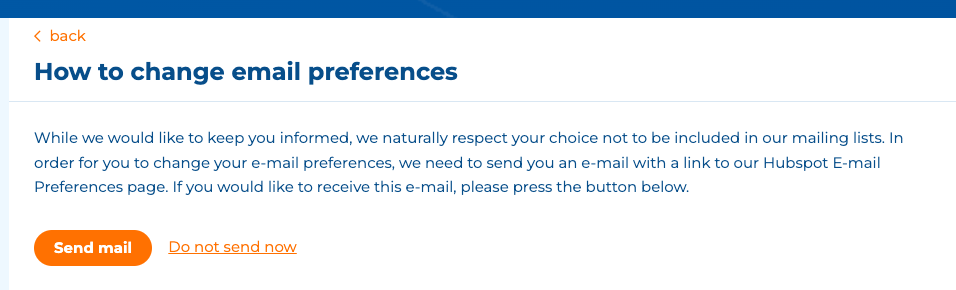 back
How to change email preferences
While we would like to keep you informed, we naturally respect your choice not to be included in our mailing lists. In
order for you to change your e-mail preferences, we need to send you an e-mail with a link to our Hubspot E-mail
Preferences page. If you would like to receive this e-mail, please press the button below.
Send mail Do not send now